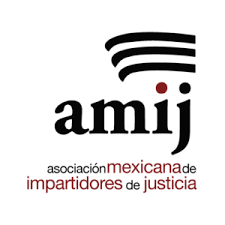 amij
asociación mexicana de
impartidores de justicia